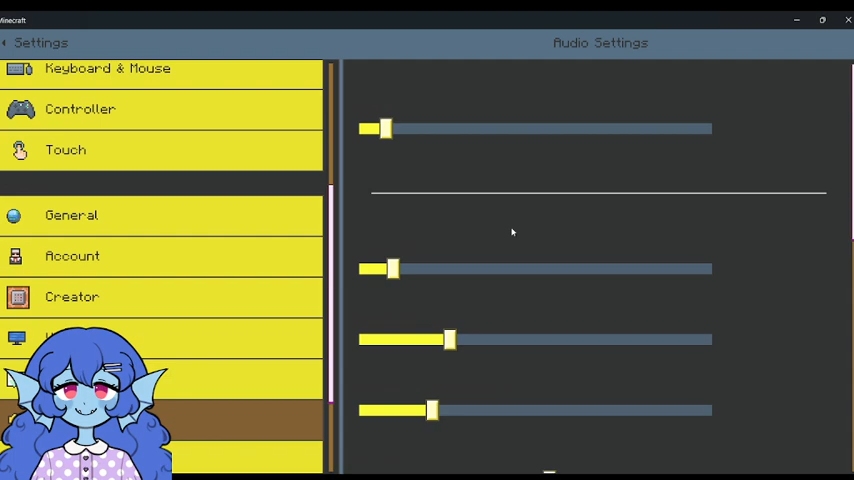 Minecraft
Settings
Audio Settings
Keyboard & Mouse
Controller
Touch
General
Account
Creator